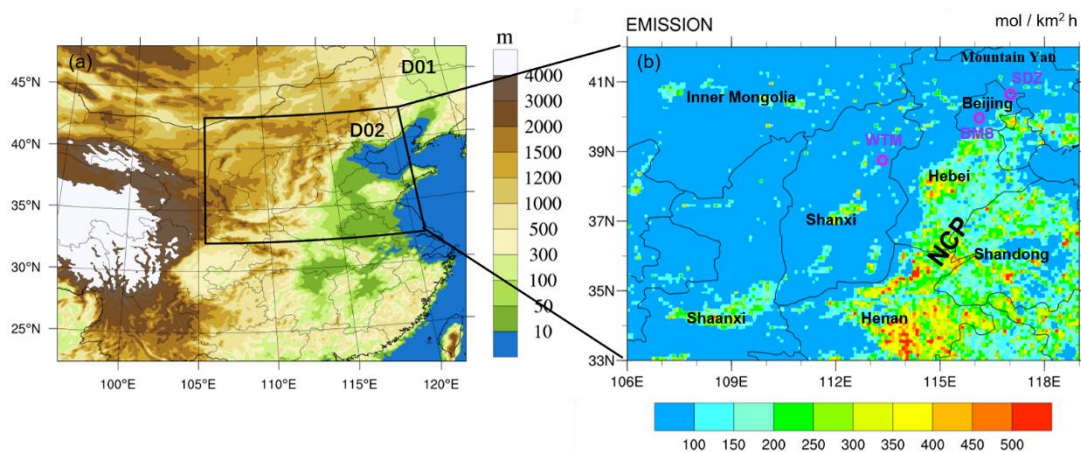 (a)
D01
D02
m
4000
3000
2000
1500
1200
1000
500
300
100
50
10
45°N
40°N
35°N
30°N
25°N
100°E
105°E
110°E
115°E
120°E
EMISSION
mol / km² h
(b)
Mountain Yan
SDZ
Inner Mongolia
Beijing
BMS
WTM
Hebei
Shanxi
NCP
Shandong
Shaanxi
Henan
41N
39N
37N
35N
33N
106E
109E
112E
115E
118E
100 150 200 250 300 350 400 450 500